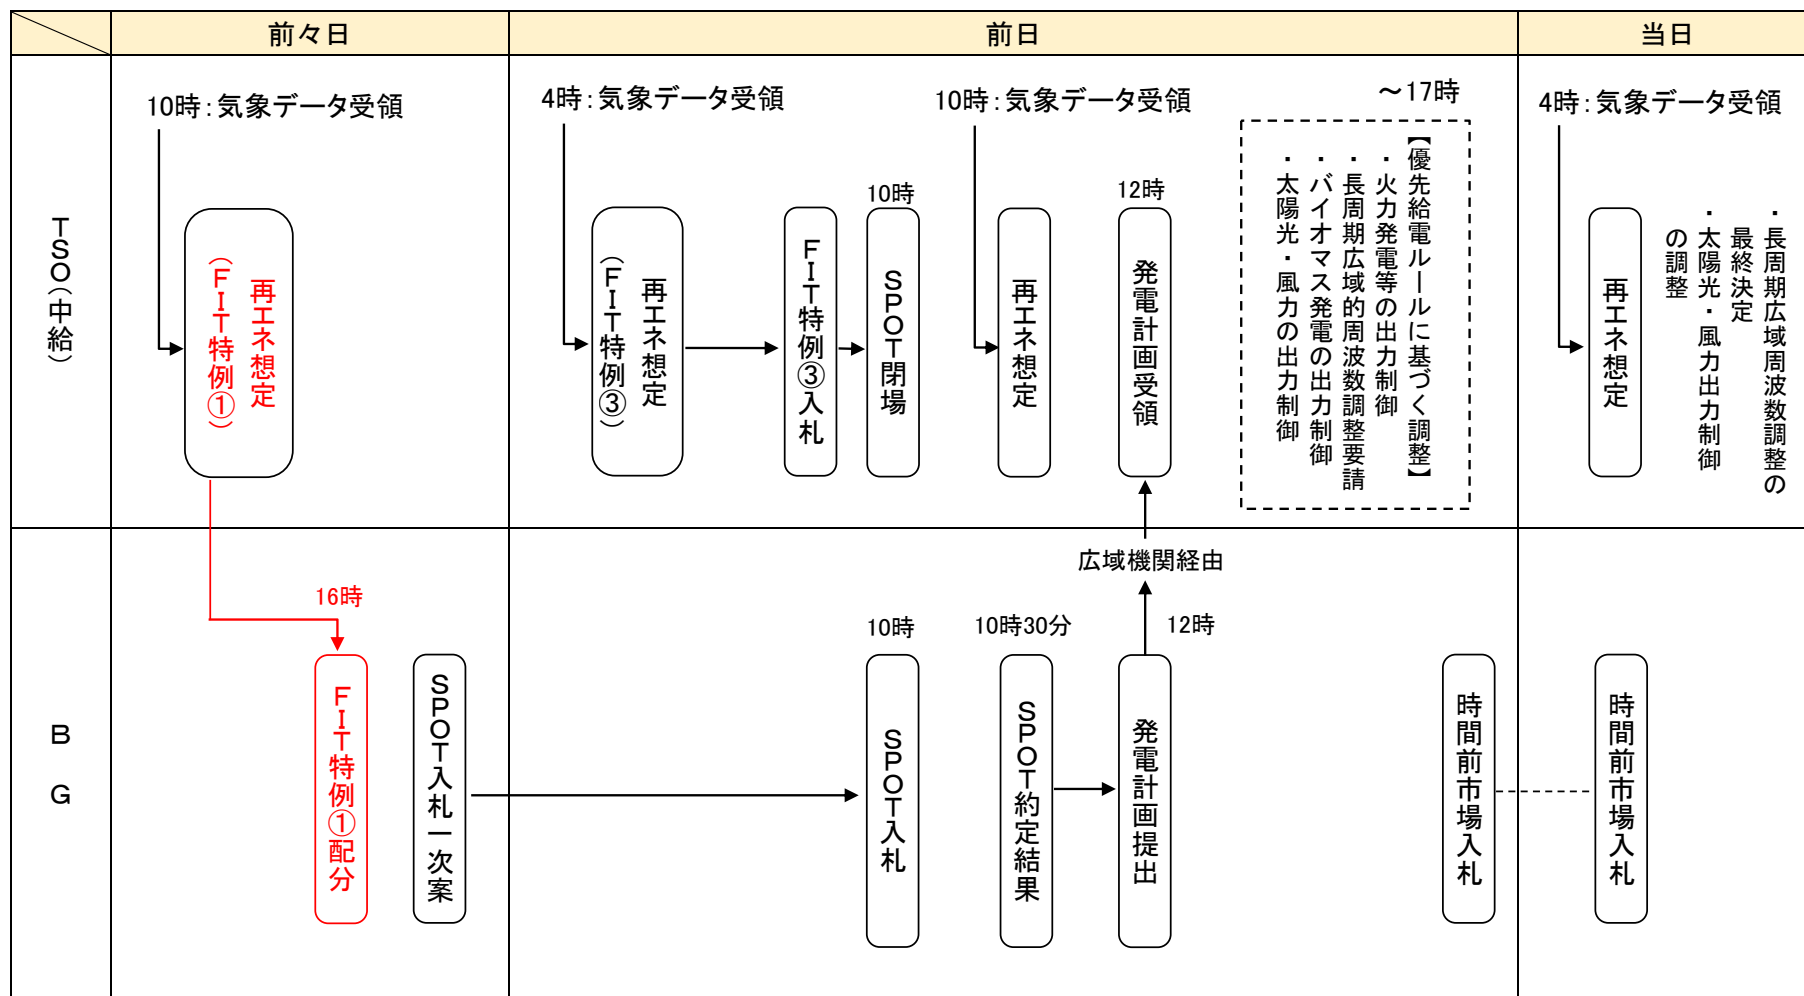 前々日
前日
当日
TSO(中給)
10時:気象データ受領
再エネ想定
(FIT特例①)
4時:気象データ受領
再エネ想定
(FIT特例③)
FIT特例③入札
10時
SPOT閉場
10時:気象データ受領
再エネ想定
12時
発電計画受領
～17時
【優先給電ルールに基づく調整】
・火力発電等の出力制御
・長周期広域的周波数調整要請
・バイオマス発電の出力制御
・太陽光・風力の出力制御
4時:気象データ受領
再エネ想定
・長周期広域周波数調整の
最終決定
・太陽光・風力出力制御
の調整
BG
16時
FIT特例①配分
SPOT入札一次案
10時
SPOT入札
10時30分
SPOT約定結果
広域機関経由
12時
発電計画提出
時間前市場入札
時間前市場入札